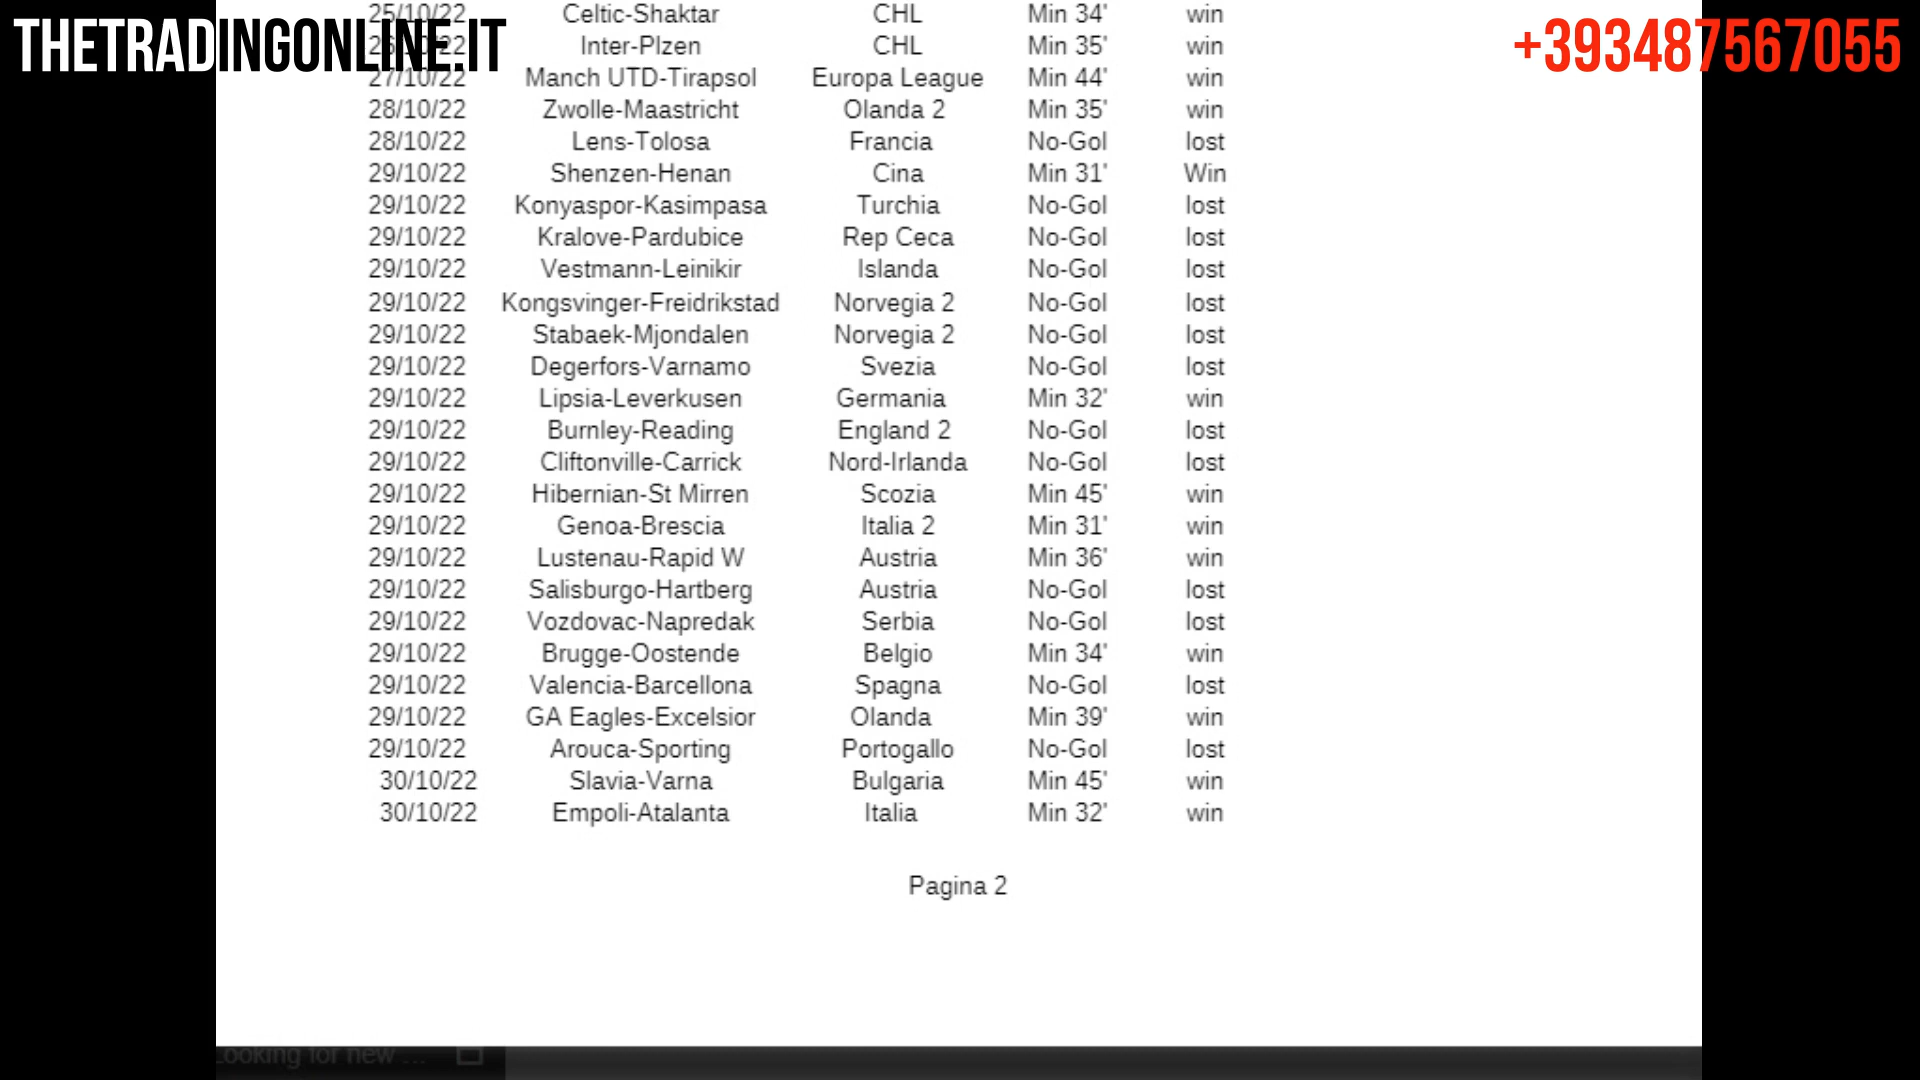 THETRADINGONLINE.IT
+393487567055
25/10/22 Celtic-Shaktar CHL Min 34' win
26/10/22 Inter-Plzen CHL Min 35' win
27/10/22 Manch UTD-Tirapsol Europa League Min 44' win
28/10/22 Zwolle-Maastricht Olanda 2 Min 35' win
28/10/22 Lens-Tolosa Francia No-Gol lost
29/10/22 Shenzen-Henan Cina Min 31' Win
29/10/22 Konyaspor-Kasimpasa Turchia No-Gol lost
29/10/22 Kralove-Pardubice Rep Ceca No-Gol lost
29/10/22 Vestmann-Leinikir Islanda No-Gol lost
29/10/22 Kongsvinger-Freidrikstad Norvegia 2 No-Gol lost
29/10/22 Stabaek-Mjondalen Norvegia 2 No-Gol lost
29/10/22 Degerfors-Varnamo Svezia No-Gol lost
29/10/22 Lipsia-Leverkusen Germania Min 32' win
29/10/22 Burnley-Reading England 2 No-Gol lost
29/10/22 Cliftonville-Carrick Nord-Irlanda No-Gol lost
29/10/22 Hibernian-St Mirren Scozia Min 45' win
29/10/22 Genoa-Brescia Italia 2 Min 31' win
29/10/22 Lustenau-Rapid W Austria Min 36' win
29/10/22 Salisburgo-Hartberg Austria No-Gol lost
29/10/22 Vozdovac-Napredak Serbia No-Gol lost
29/10/22 Brugge-Oostende Belgio Min 34' win
29/10/22 Valencia-Barcellona Spagna No-Gol lost
29/10/22 GA Eagles-Excelsior Olanda Min 39' win
29/10/22 Arouca-Sporting Portogallo No-Gol lost
30/10/22 Slavia-Varna Bulgaria Min 45' win
30/10/22 Empoli-Atalanta Italia Min 32' win
Pagina 2
Looking for new ...